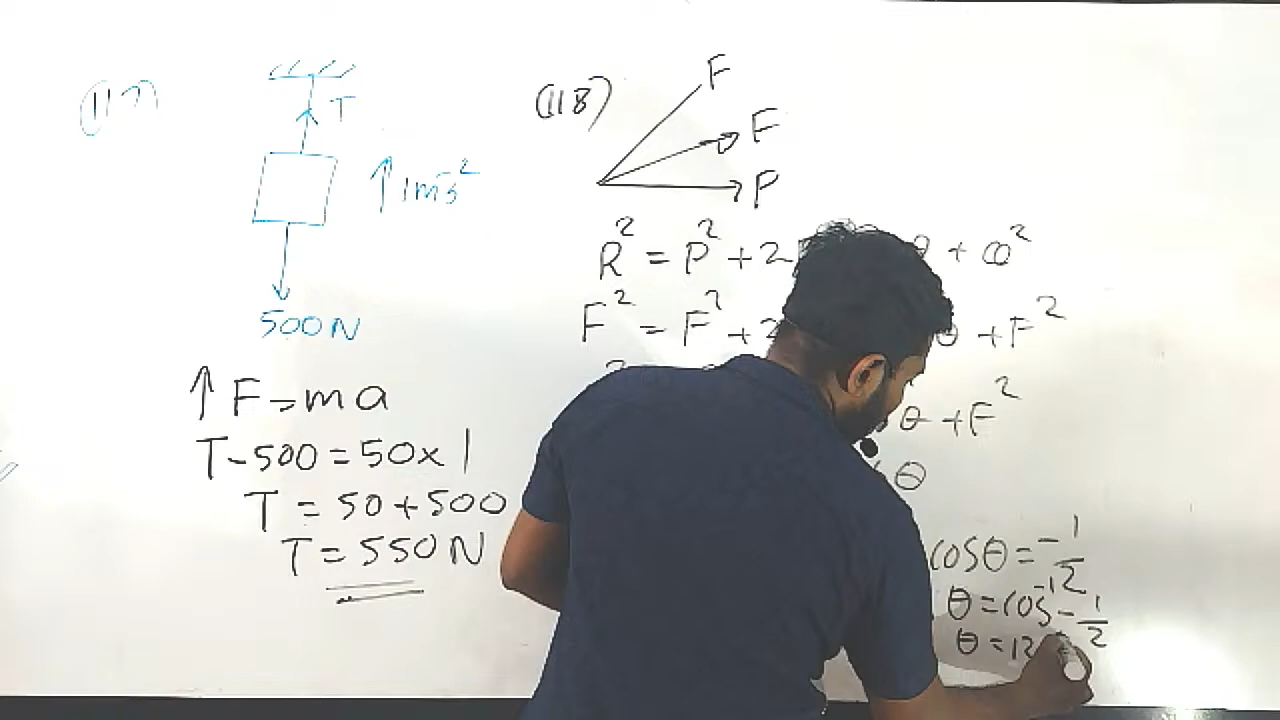 (117)
T
1ms⁻²
500N
↑ F=ma
T-500=50×1
T=50+500
T=550N
(118)
F
F
P
R²=P²+2 θ+Q²
F²=F²+2 θ+F²
θ+F²
θ
cosθ=-1/2
θ=cos⁻¹-1/2
θ=12